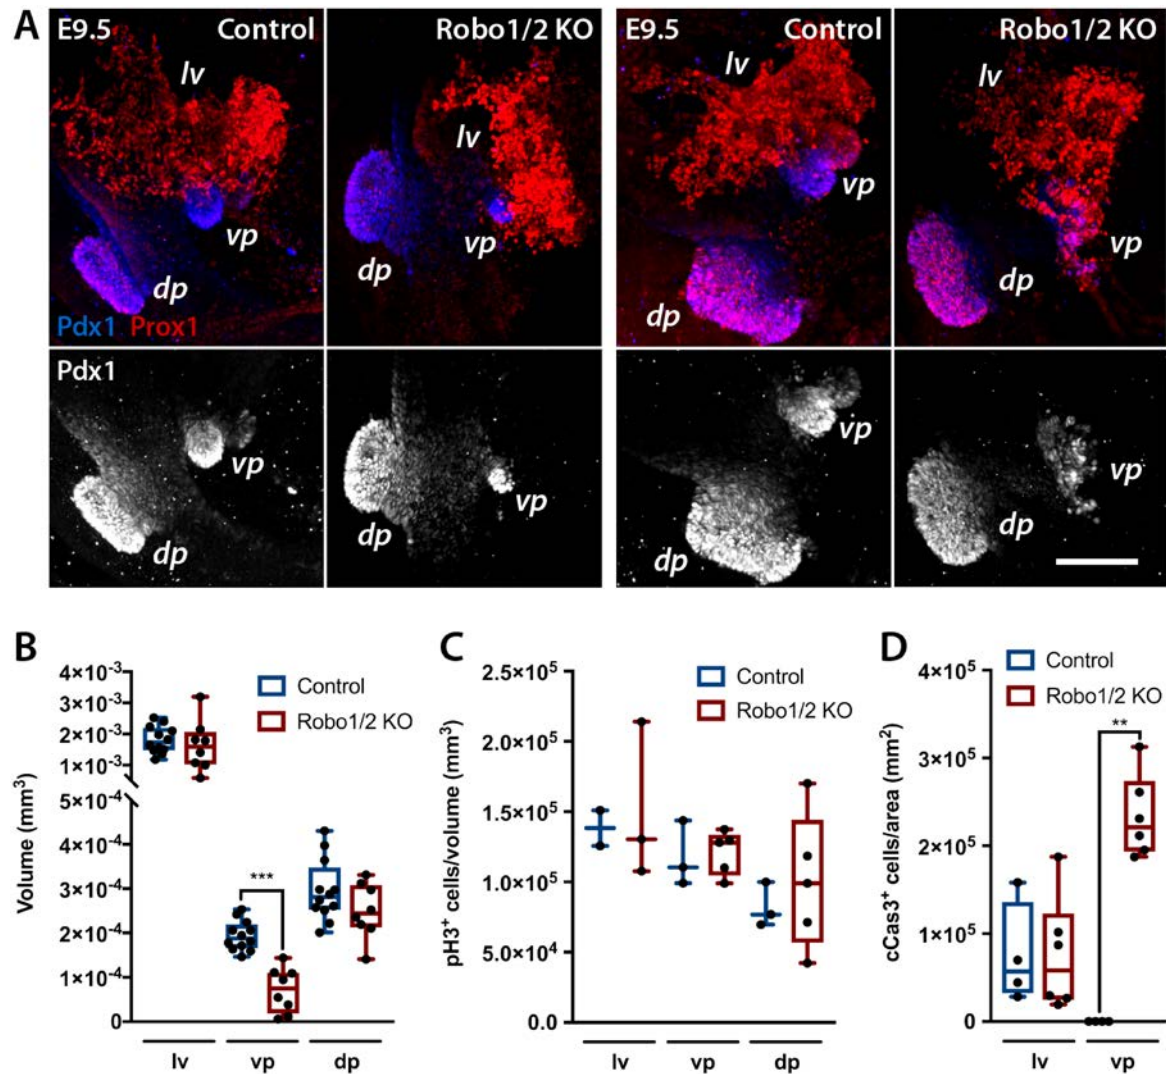 A
E9.5 Control
Robo1/2 KO
E9.5 Control
Robo1/2 KO
lv
lv
lv
lv
vp
vp
vp
vp
dp
dp
dp
dp
Pdx1 Prox1
Pdx1
vp
vp
vp
vp
dp
dp
dp
dp
B
Control
Robo1/2 KO
Volume (mm³)
4×10⁻³
3×10⁻³
2×10⁻³
1×10⁻³
5×10⁻⁴
4×10⁻⁴
3×10⁻⁴
2×10⁻⁴
1×10⁻⁴
0
***
lv vp dp
C
Control
Robo1/2 KO
pH3⁺ cells/volume (mm³)
2.5×10⁵
2.0×10⁵
1.5×10⁵
1.0×10⁵
5.0×10⁴
0.0
lv vp dp
D
Control
Robo1/2 KO
cCas3⁺ cells/area (mm²)
4×10⁵
3×10⁵
2×10⁵
1×10⁵
0
**
lv vp